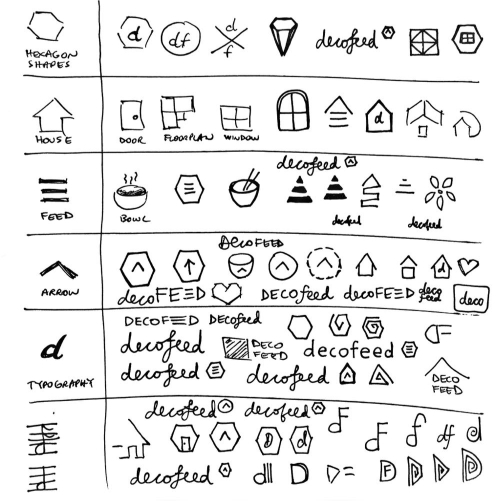 HEXAGON
SHAPES
d
df
d
f
decofeed
HOUSE
DOOR
FLOORPLAN
WINDOW
d
decofeed
FEED
BOWL
decofeed
decofeed
DECOFEED
ARROW
d
decoFEED
DECOfeed
decoFEED
deco
feed
deco
d
TYPOGRAPHY
DECOFEED
DECOfeed
decofeed
DECO
FEED
decofeed
decofeed
decofeed
DECO
FEED
decofeed
decofeed
D
d
df
d
decofeed
D
F